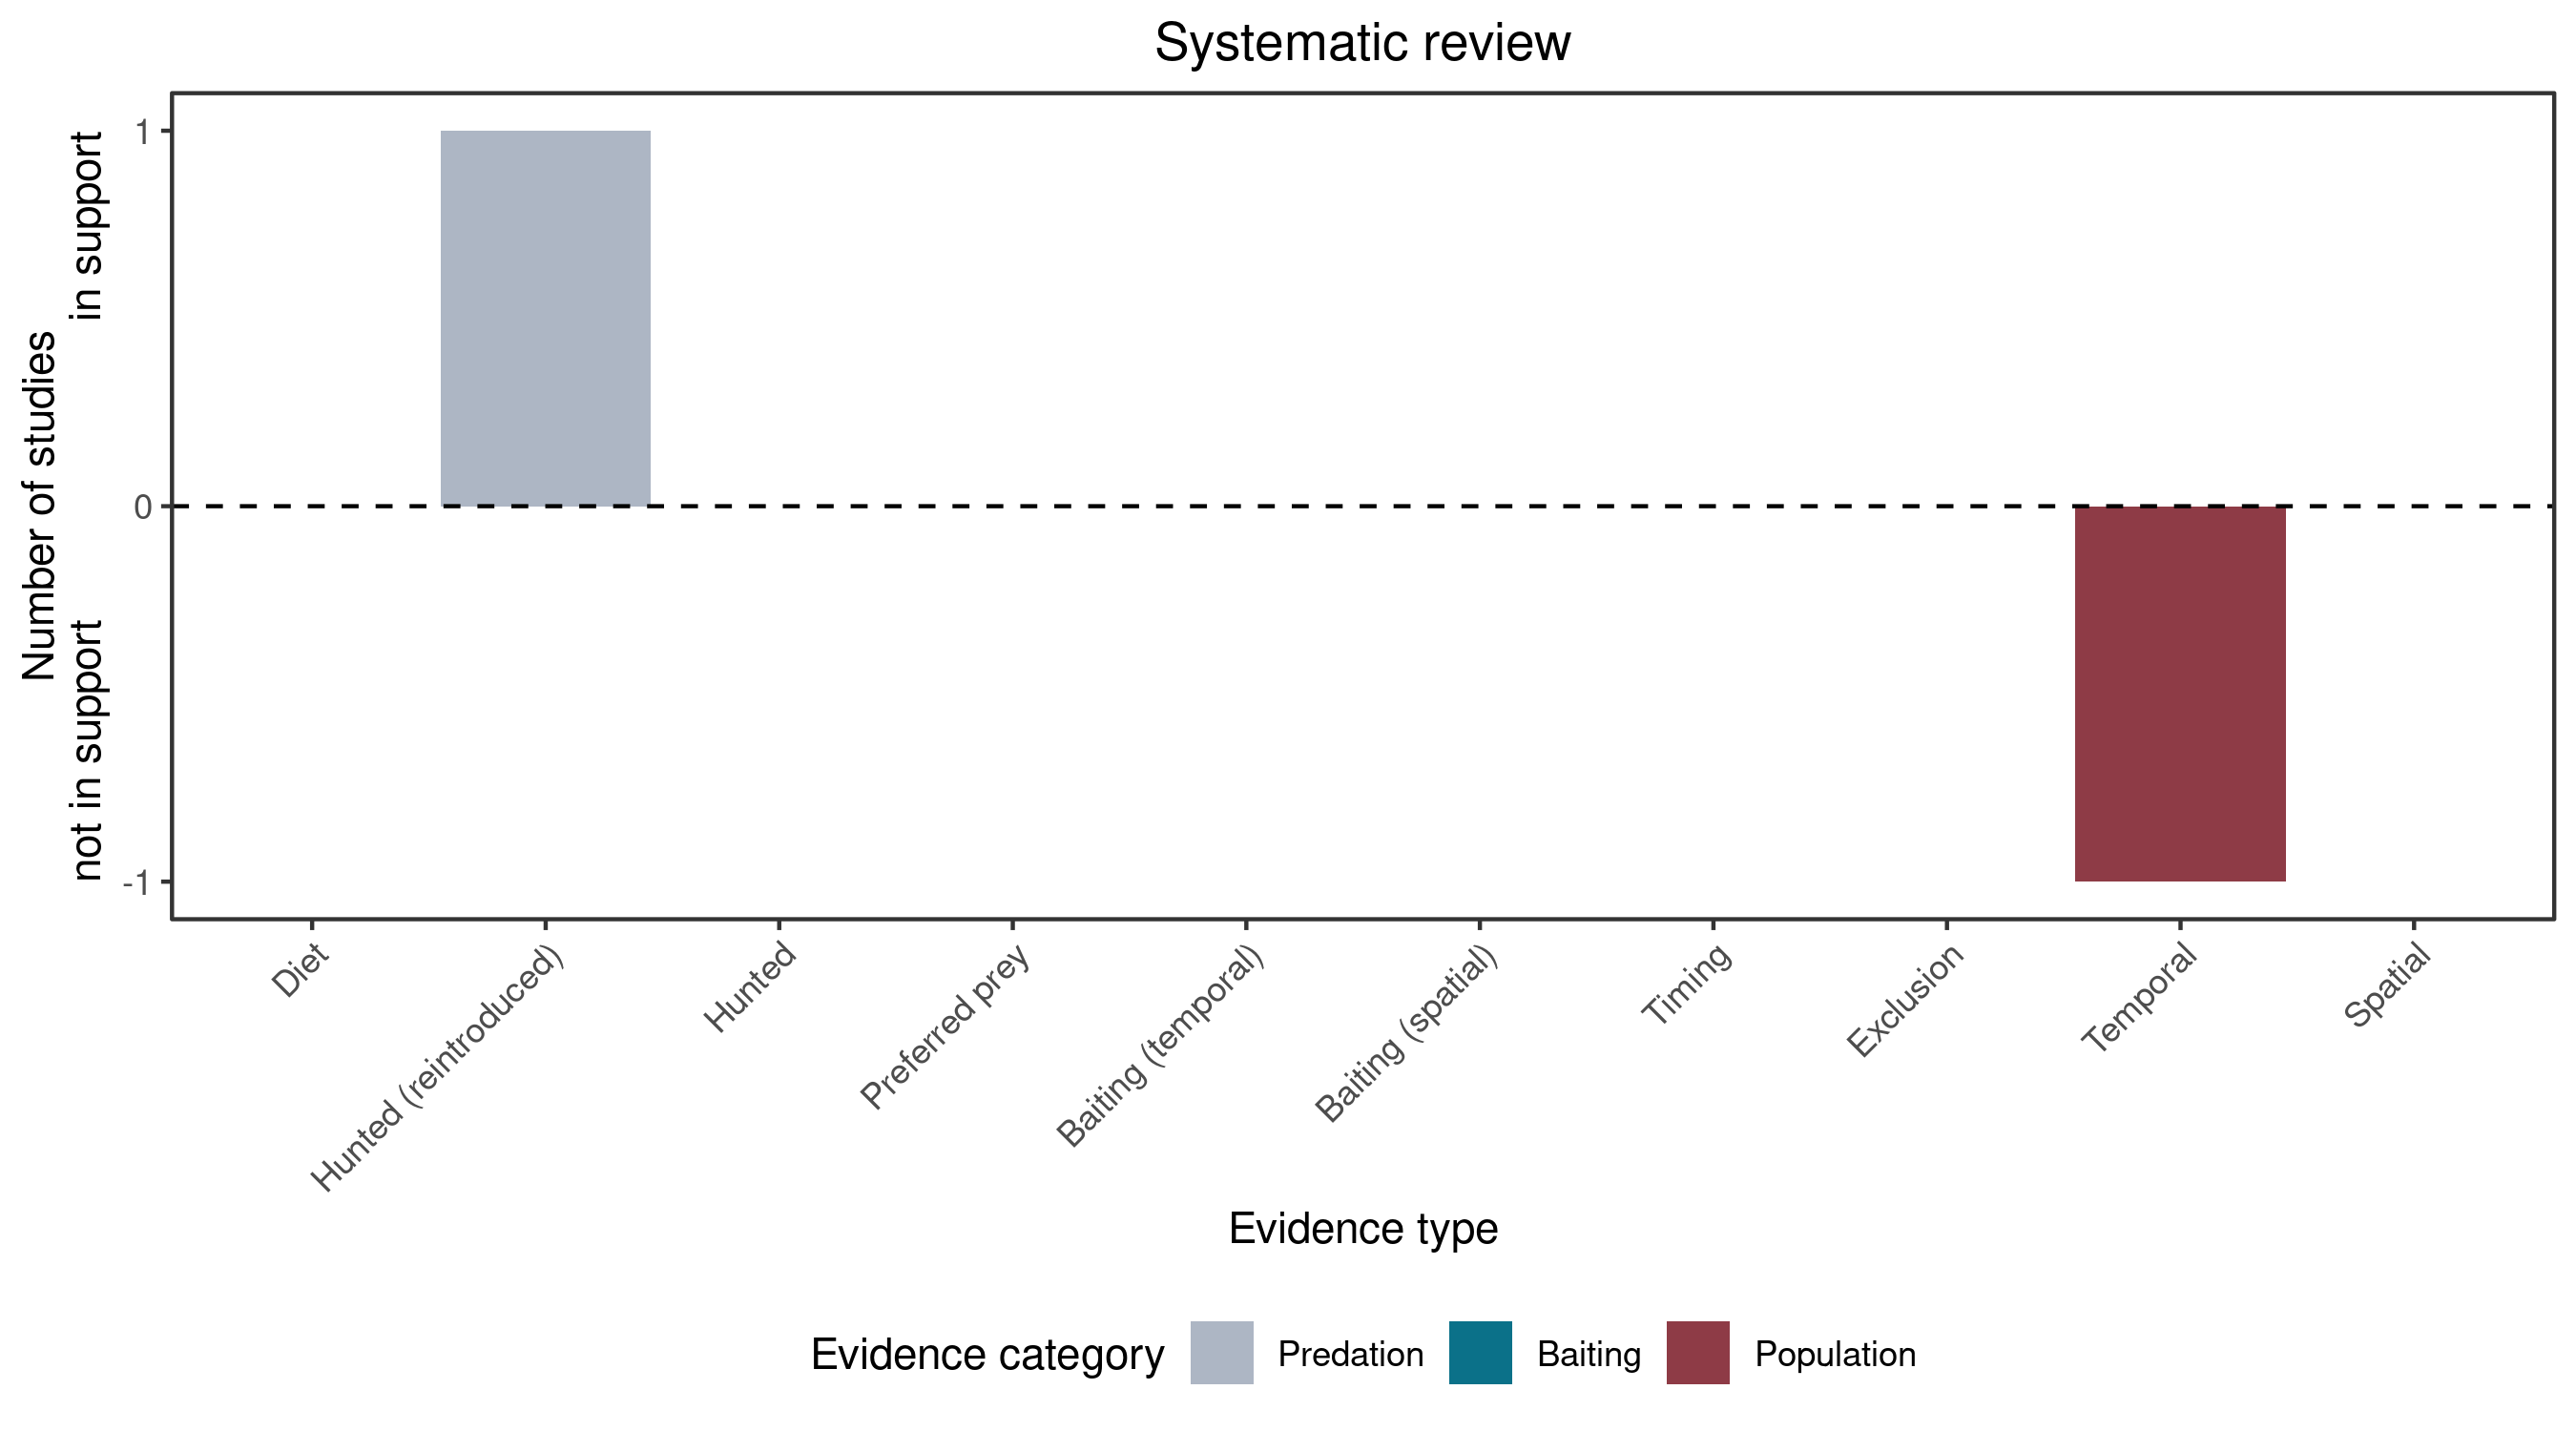 Systematic review
Number of studies
not in support in support
1
0
-1
Diet
Hunted (reintroduced)
Hunted
Preferred prey
Baiting (temporal)
Baiting (spatial)
Timing
Exclusion
Temporal
Spatial
Evidence type
Evidence category Predation Baiting Population